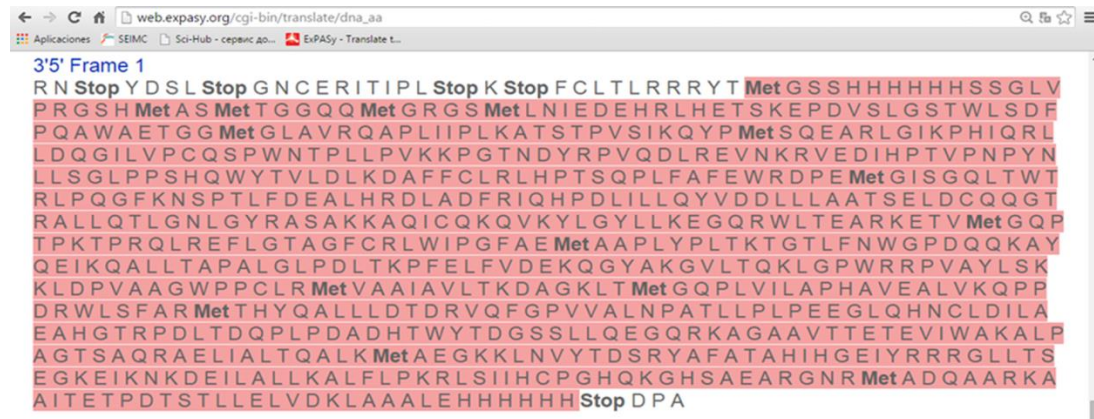 web.expasy.org/cgi-bin/translate/dna_aa
Aplicaciones SEIMC Sci-Hub - сервис до... ExPASy - Translate t...
3'5' Frame 1
R N Stop Y D S L Stop G N C E R I T I P L Stop K Stop F C L T L R R R Y T Met G S S H H H H H H S S G L V
P R G S H Met A S Met T G G Q Q Met G R G S Met L N I E D E H R L H E T S K E P D V S L G S T W L S D F
P Q A W A E T G G Met G L A V R Q A P L I I P L K A T S T P V S I K Q Y P Met S Q E A R L G I K P H I Q R L
L D Q G I L V P C Q S P W N T P L L P V K K P G T N D Y R P V Q D L R E V N K R V E D I H P T V P N P Y N
L L S G L P P S H Q W Y T V L D L K D A F F C L R L H P T S Q P L F A F E W R D P E Met G I S G Q L T W T
R L P Q G F K N S P T L F D E A L H R D L A D F R I Q H P D L I L L Q Y V D D L L L A A T S E L D C Q Q G T
R A L L Q T L G N L G Y R A S A K K A Q I C Q K Q V K Y L G Y L L K E G Q R W L T E A R K E T V Met G Q P
T P K T P R Q L R E F L G T A G F C R L W I P G F A E Met A A P L Y P L T K T G T L F N W G P D Q Q K A Y
Q E I K Q A L L T A P A L G L P D L T K P F E L F V D E K Q G Y A K G V L T Q K L G P W R R P V A Y L S K
K L D P V A A G W P P C L R Met V A A I A V L T K D A G K L T Met G Q P L V I L A P H A V E A L V K Q P P
D R W L S F A R Met T H Y Q A L L L D T D R V Q F G P V V A L N P A T L L P L P E E G L Q H N C L D I L A
E A H G T R P D L T D Q P L P D A D H T W Y T D G S S L L Q E G Q R K A G A A V T T E T E V I W A K A L P
A G T S A Q R A E L I A L T Q A L K Met A E G K K L N V Y T D S R Y A F A T A H I H G E I Y R R R G L L T S
E G K E I K N K D E I L A L L K A L F L P K R L S I I H C P G H Q K G H S A E A R G N R Met A D Q A A R K A
A I T E T P D T S T L L E L V D K L A A A L E H H H H H H Stop D P A